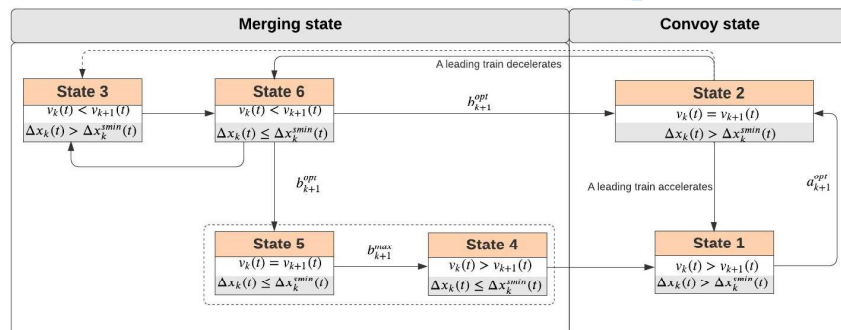 Merging state
Convoy state
A leading train decelerates
State 3
v_k(t) < v_{k+1}(t)
Δx_k(t) > Δx_k^{smin}(t)
State 6
v_k(t) < v_{k+1}(t)
Δx_k(t) ≤ Δx_k^{smin}(t)
b_{k+1}^{opt}
State 2
v_k(t) = v_{k+1}(t)
Δx_k(t) > Δx_k^{smin}(t)
b_{k+1}^{opt}
A leading train accelerates
a_{k+1}^{opt}
State 5
v_k(t) = v_{k+1}(t)
Δx_k(t) ≤ Δx_k^{smin}(t)
b_{k+1}^{max}
State 4
v_k(t) > v_{k+1}(t)
Δx_k(t) ≤ Δx_k^{smin}(t)
State 1
v_k(t) > v_{k+1}(t)
Δx_k(t) > Δx_k^{smin}(t)